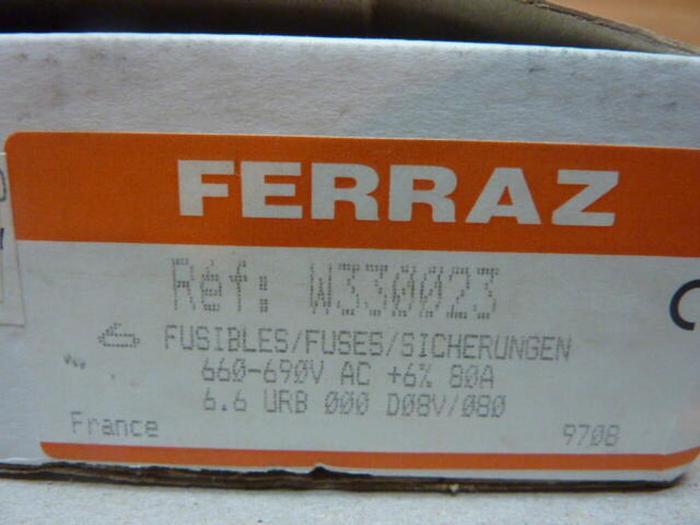 FERRAZ
Réf: W330023
6 FUSIBLES/FUSES/SICHERUNGEN
660-690V AC +6% 80A
6.6 URB 000 D08V/080
France 9708